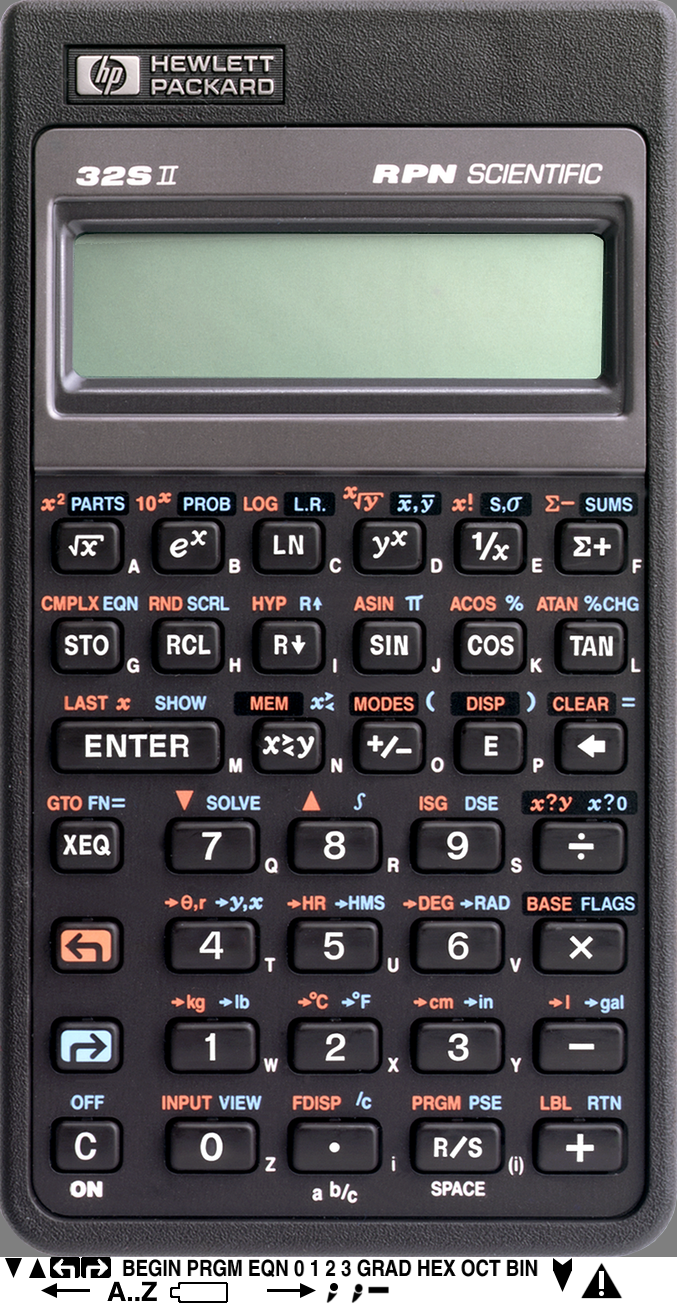 hp HEWLETT
PACKARD
32S II RPN SCIENTIFIC
x² PARTS 10ˣ PROB LOG L.R. ˣ√y x̄,ȳ x! S,σ Σ− SUMS
√x A eˣ B LN C yˣ D 1/x E Σ+ F
CMPLX EQN RND SCRL HYP R↑ ASIN π ACOS % ATAN %CHG
STO G RCL H R↓ I SIN J COS K TAN L
LAST x SHOW MEM x≷ MODES ( DISP ) CLEAR =
ENTER M x≷y N +/− O E P ←
GTO FN= ▼ SOLVE ▲ ∫ ISG DSE x?y x?0
XEQ 7 Q 8 R 9 S ÷
→θ,r →y,x →HR →HMS →DEG →RAD BASE FLAGS
4 T 5 U 6 V ×
→kg →lb →°C →°F →cm →in →l →gal
1 W 2 X 3 Y −
OFF INPUT VIEW FDISP /c PRGM PSE LBL RTN
C 0 Z · i R/S (i) +
ON a b/c SPACE
▼▲ BEGIN PRGM EQN 0 1 2 3 GRAD HEX OCT BIN
← A..Z → ; ; −